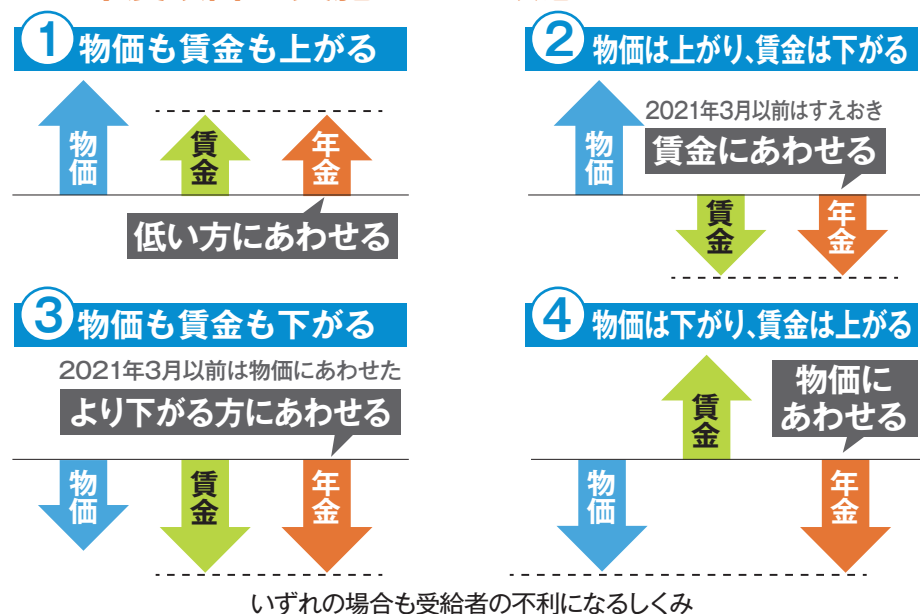 ① 物価も賃金も上がる
物価
賃金
年金
低い方にあわせる
② 物価は上がり、賃金は下がる
2021年3月以前はすえおき
賃金にあわせる
物価
賃金
年金
③ 物価も賃金も下がる
2021年3月以前は物価にあわせた
より下がる方にあわせる
物価
賃金
年金
④ 物価は下がり、賃金は上がる
物価に
あわせる
賃金
物価
年金
いずれの場合も受給者の不利になるしくみ